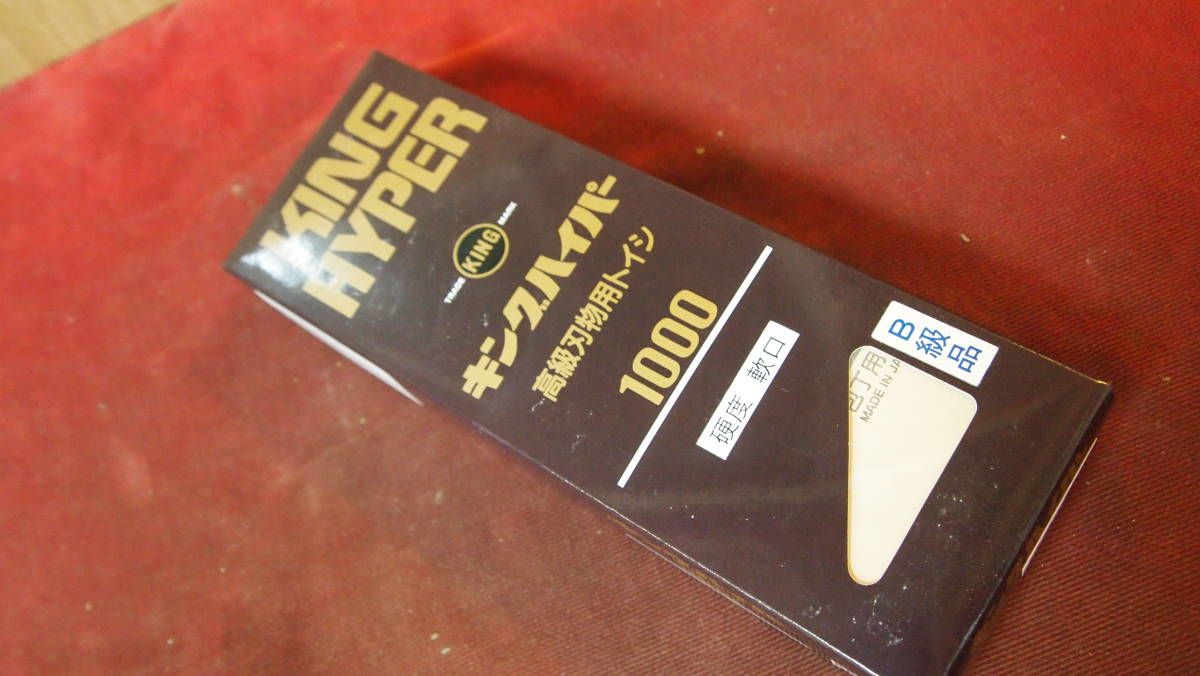 KING
HYPER
TRADE KING MARK
キングハイパー
高級刃物用トイシ
1000
硬度 軟口
B級品
包丁用
MADE IN JA